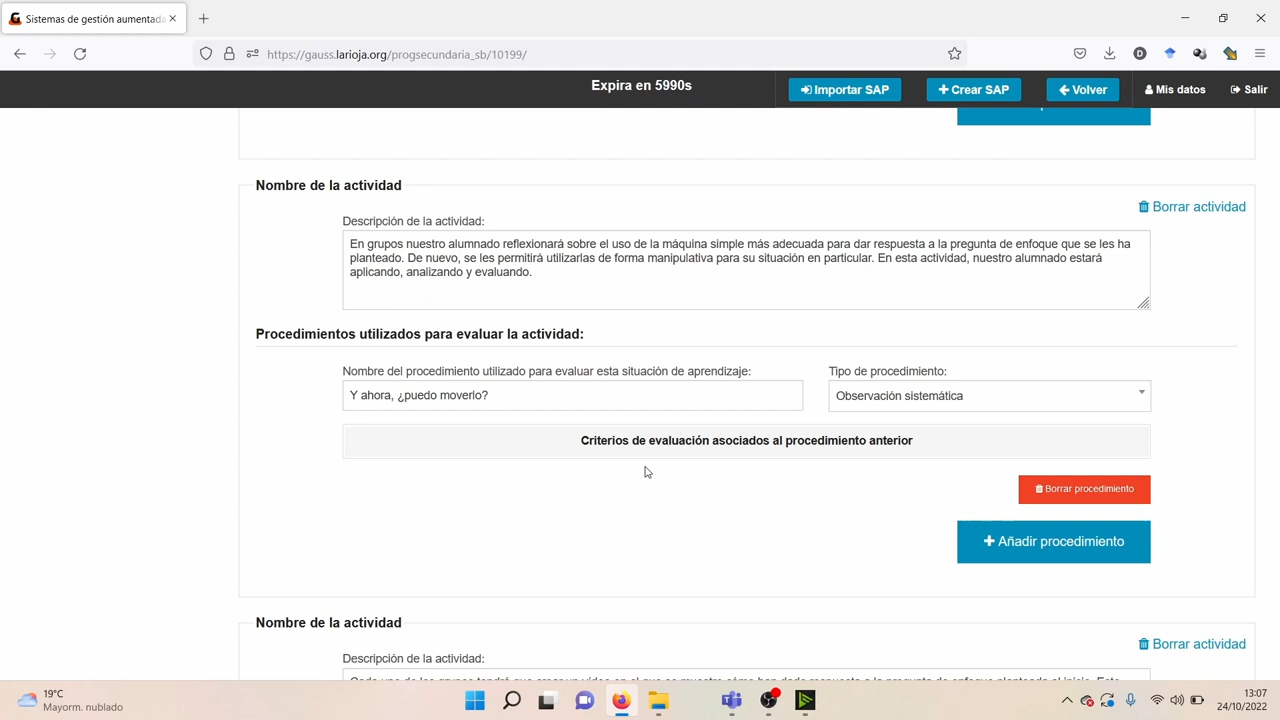 Sistemas de gestión aumentada
https://gauss.larioja.org/progsecundaria_sb/10199/
Expira en 5990s
Importar SAP
Crear SAP
Volver
Mis datos
Salir
Nombre de la actividad
Borrar actividad
Descripción de la actividad:
En grupos nuestro alumnado reflexionará sobre el uso de la máquina simple más adecuada para dar respuesta a la pregunta de enfoque que se les ha
planteado. De nuevo, se les permitirá utilizarlas de forma manipulativa para su situación en particular. En esta actividad, nuestro alumnado estará
aplicando, analizando y evaluando.
Procedimientos utilizados para evaluar la actividad:
Nombre del procedimiento utilizado para evaluar esta situación de aprendizaje:
Tipo de procedimiento:
Y ahora, ¿puedo moverlo?
Observación sistemática
Criterios de evaluación asociados al procedimiento anterior
Borrar procedimiento
Añadir procedimiento
Nombre de la actividad
Borrar actividad
Descripción de la actividad:
19°C
Mayorm. nublado
13:07
24/10/2022